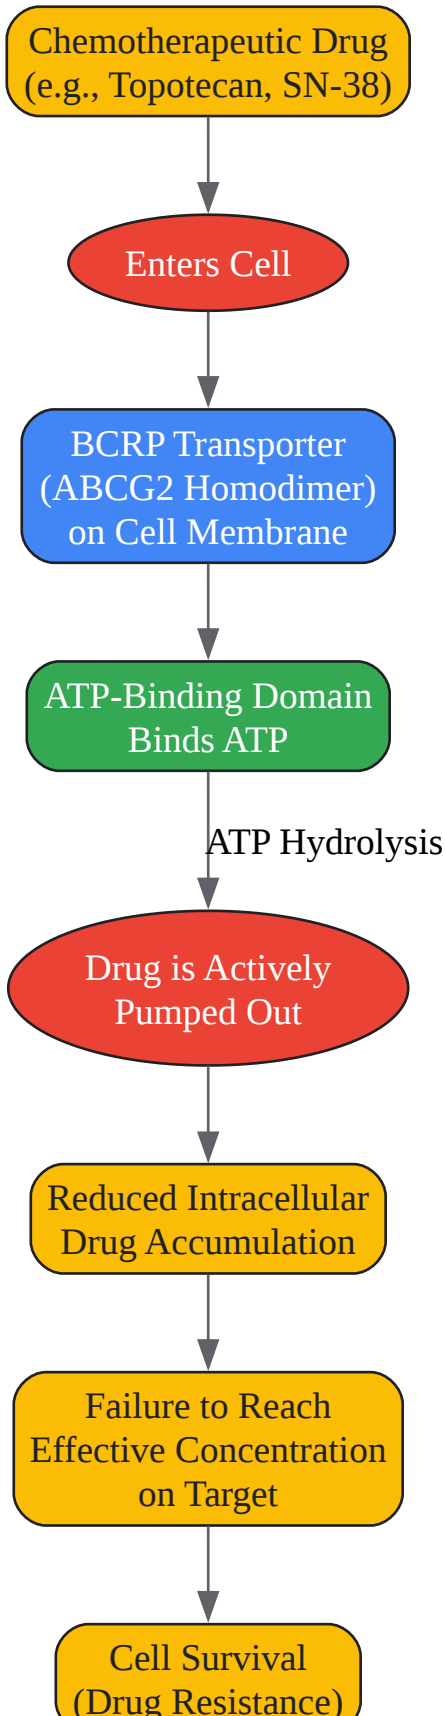 Chemotherapeutic Drug
(e.g., Topotecan, SN-38)
Enters Cell
BCRP Transporter
(ABCG2 Homodimer)
on Cell Membrane
ATP-Binding Domain
Binds ATP
ATP Hydrolysis
Drug is Actively
Pumped Out
Reduced Intracellular
Drug Accumulation
Failure to Reach
Effective Concentration
on Target
Cell Survival
(Drug Resistance)